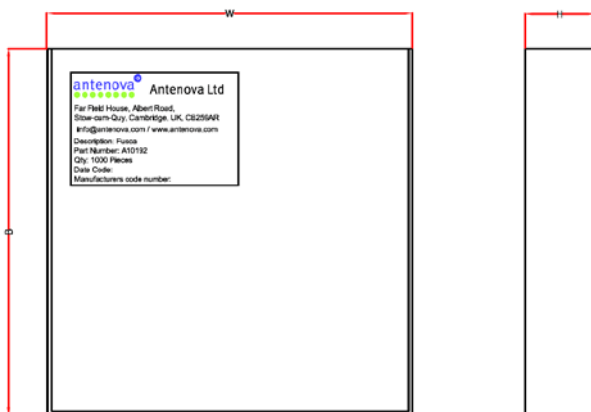 W
H
antenova®
Antenova Ltd
Far Field House, Albert Road,
Stow-cum-Quy, Cambridge, UK, CB259AR
info@antenova.com / www.antenova.com
Description: Fusca
Part Number: A10192
Qty: 1000 Pieces
Date Code:
Manufacturers code number:
B